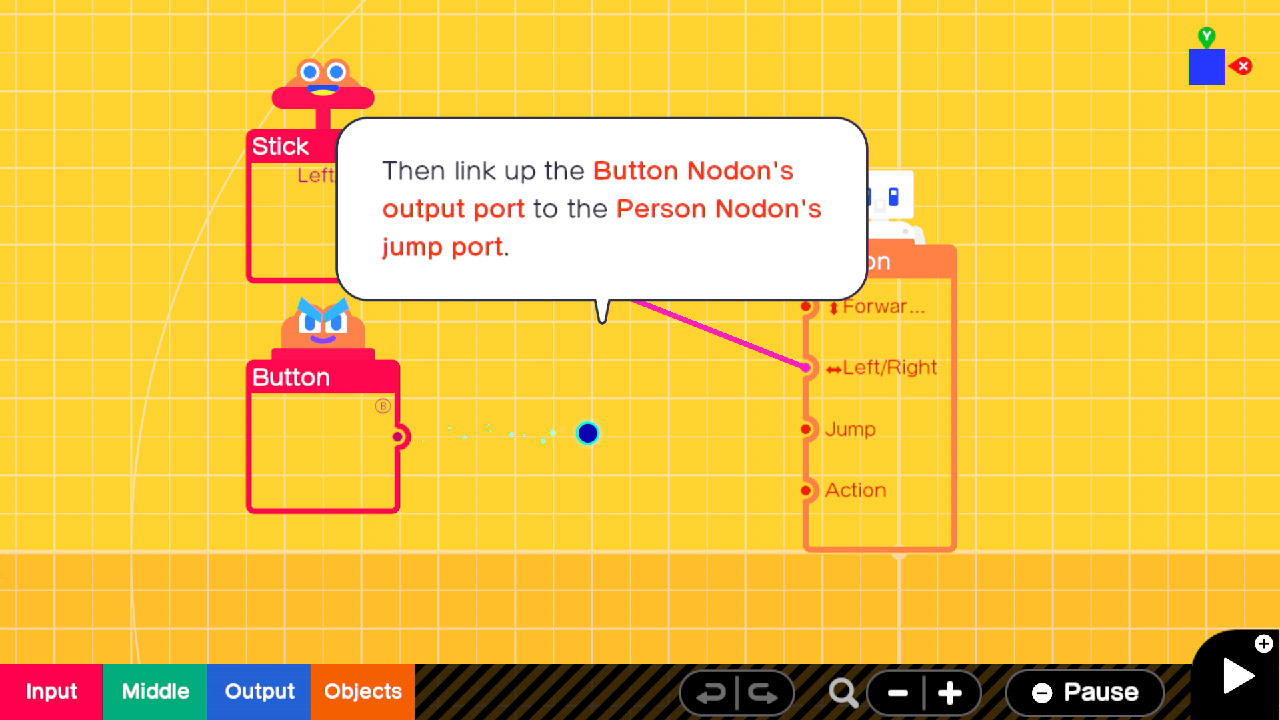 Y
X
Stick
Left
Then link up the Button Nodon's
output port to the Person Nodon's
jump port.
on
Forwar...
Left/Right
Button
B
Jump
Action
Input
Middle
Output
Objects
Pause